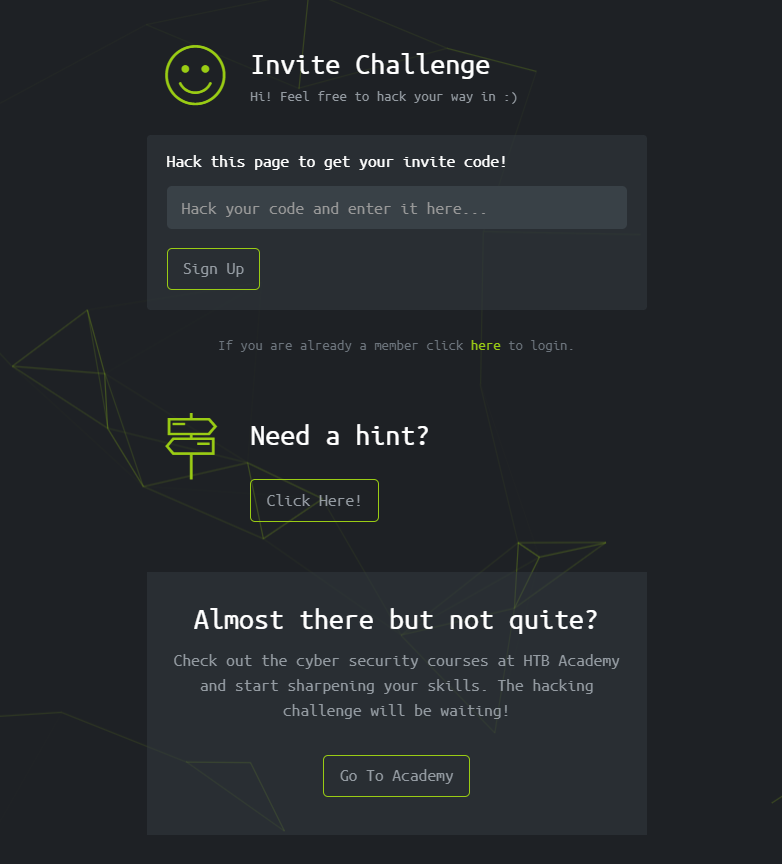 Invite Challenge
Hi! Feel free to hack your way in :)
Hack this page to get your invite code!
Hack your code and enter it here...
Sign Up
If you are already a member click here to login.
Need a hint?
Click Here!
Almost there but not quite?
Check out the cyber security courses at HTB Academy
and start sharpening your skills. The hacking
challenge will be waiting!
Go To Academy